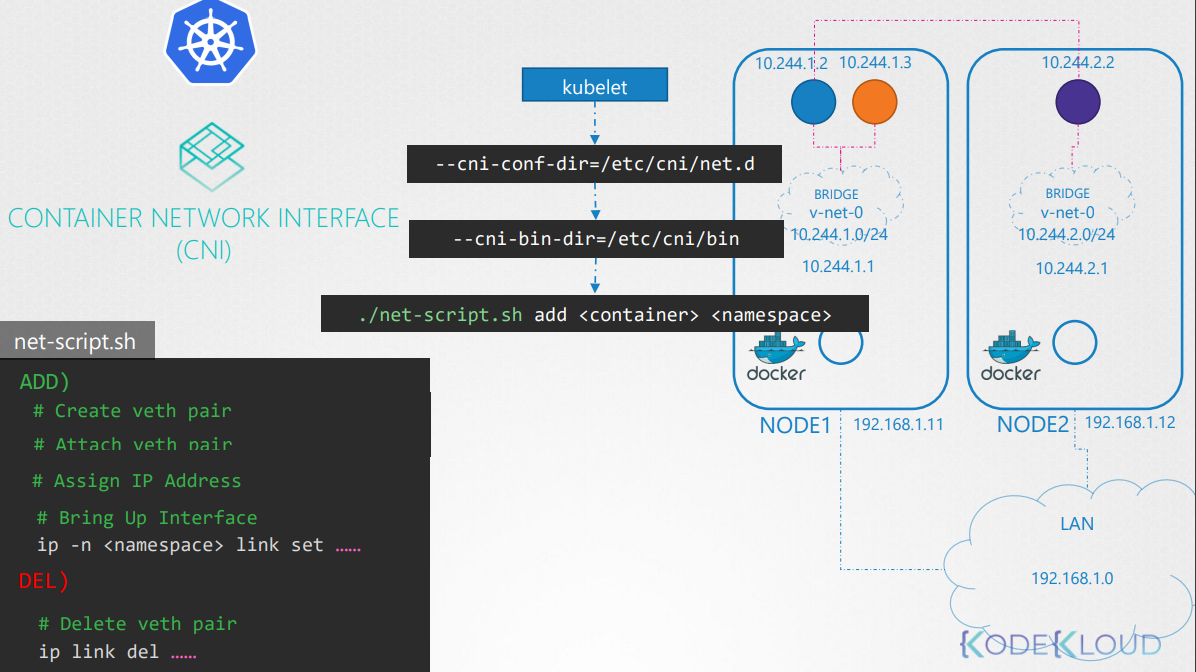 CONTAINER NETWORK INTERFACE
(CNI)
kubelet
--cni-conf-dir=/etc/cni/net.d
--cni-bin-dir=/etc/cni/bin
./net-script.sh add <container> <namespace>
net-script.sh
ADD)
# Create veth pair
# Attach veth pair
# Assign IP Address
# Bring Up Interface
ip -n <namespace> link set ……
DEL)
# Delete veth pair
ip link del ……
10.244.1.2
10.244.1.3
BRIDGE
v-net-0
10.244.1.0/24
10.244.1.1
docker
NODE1
192.168.1.11
10.244.2.2
BRIDGE
v-net-0
10.244.2.0/24
10.244.2.1
docker
NODE2
192.168.1.12
LAN
192.168.1.0
KODEKLOUD